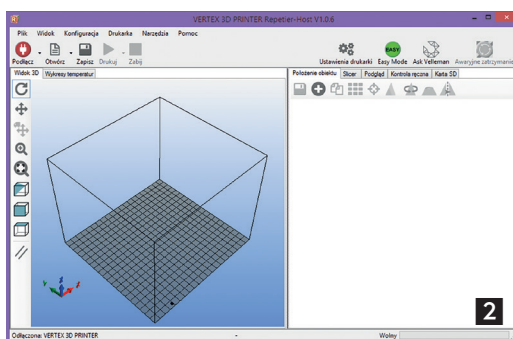 VERTEX 3D PRINTER Repetier-Host V1.0.6
Plik Widok Konfiguracja Drukarka Narzędzia Pomoc
Podłącz Otwórz Zapisz Drukuj Zabij Ustawienia drukarki Easy Mode Ask Velleman Awaryjne zatrzymanie
EASY
Widok 3D Wykresy temperatur Położenie obiektu Slicer Podgląd Kontrola ręczna Karta SD
2
Odłączona: VERTEX 3D PRINTER - Wolny